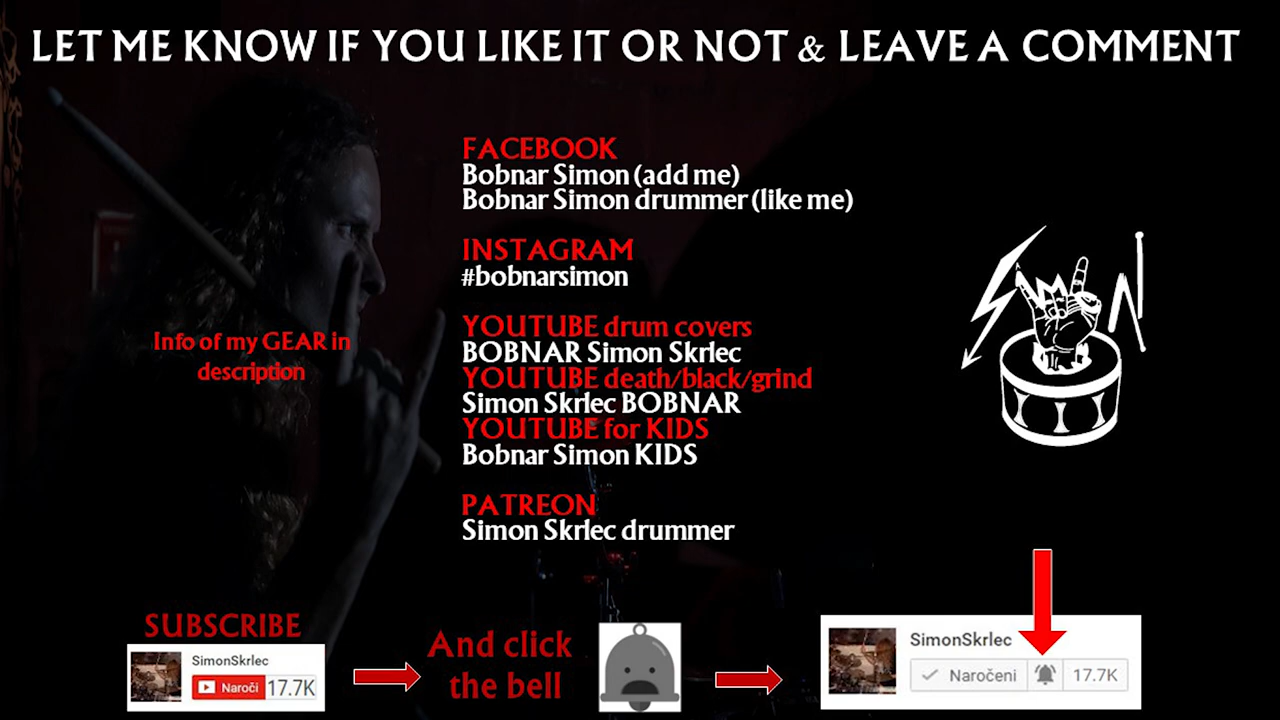 LET ME KNOW IF YOU LIKE IT OR NOT & LEAVE A COMMENT
FACEBOOK
Bobnar Simon (add me)
Bobnar Simon drummer (like me)
INSTAGRAM
#bobnarsimon
Info of my GEAR in
description
YOUTUBE drum covers
BOBNAR Simon Skrlec
YOUTUBE death/black/grind
Simon Skrlec BOBNAR
YOUTUBE for KIDS
Bobnar Simon KIDS
PATREON
Simon Skrlec drummer
SIMON
SUBSCRIBE
SimonSkrlec
Naroči 17.7K
And click
the bell
SimonSkrlec
Naročeni 17.7K